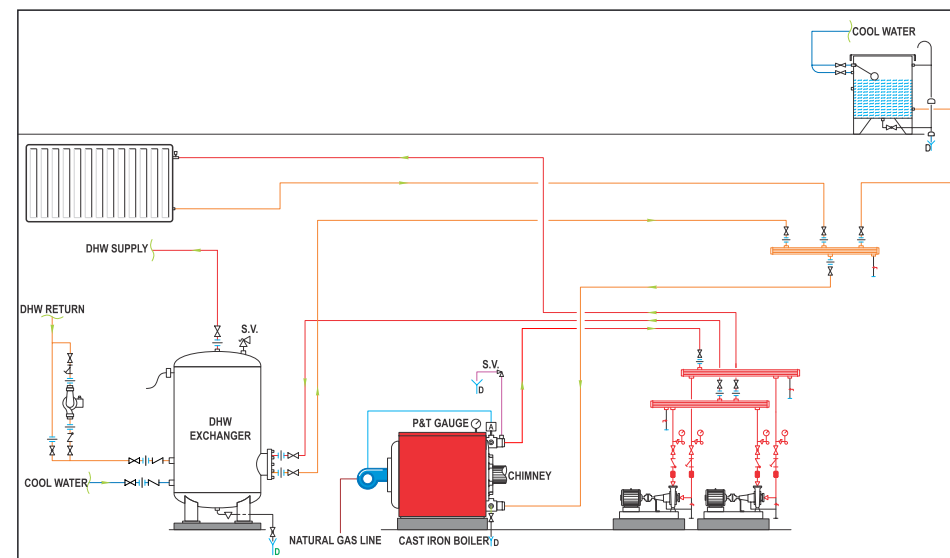 COOL WATER
D
DHW SUPPLY
DHW RETURN
S.V.
S.V.
D
DHW
EXCHANGER
P&T GAUGE
A
CHIMNEY
COOL WATER
NATURAL GAS LINE
CAST IRON BOILER
D
D